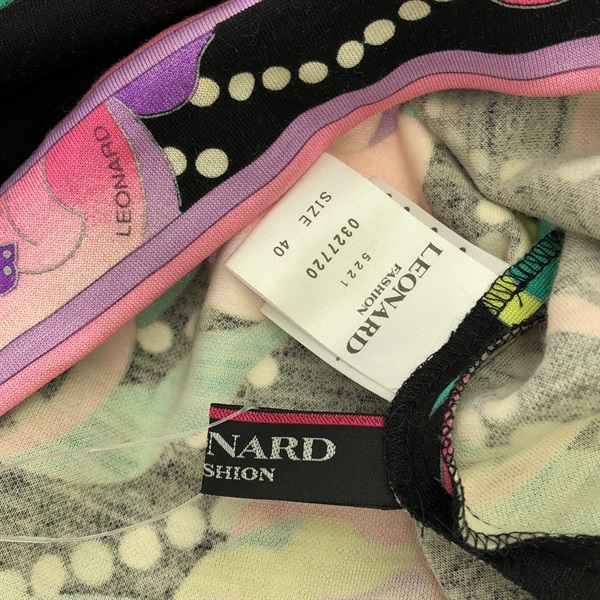 LEONARD
LEONARD
FASHION
5221
0327720
SIZE 40
NARD
SHION